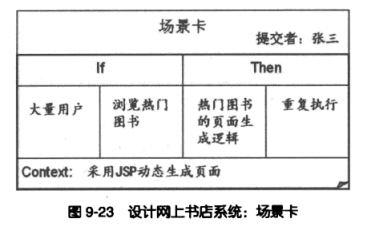 场景卡
提交者：张三
If
Then
大量用户
浏览热门
图书
热门图书
的页面生
成逻辑
重复执行
Context: 采用JSP动态生成页面
图 9-23 设计网上书店系统：场景卡